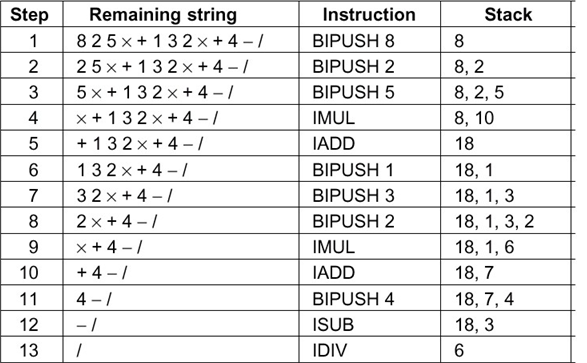 Step Remaining string Instruction Stack
1 8 2 5 × + 1 3 2 × + 4 – / BIPUSH 8 8
2 2 5 × + 1 3 2 × + 4 – / BIPUSH 2 8, 2
3 5 × + 1 3 2 × + 4 – / BIPUSH 5 8, 2, 5
4 × + 1 3 2 × + 4 – / IMUL 8, 10
5 + 1 3 2 × + 4 – / IADD 18
6 1 3 2 × + 4 – / BIPUSH 1 18, 1
7 3 2 × + 4 – / BIPUSH 3 18, 1, 3
8 2 × + 4 – / BIPUSH 2 18, 1, 3, 2
9 × + 4 – / IMUL 18, 1, 6
10 + 4 – / IADD 18, 7
11 4 – / BIPUSH 4 18, 7, 4
12 – / ISUB 18, 3
13 / IDIV 6